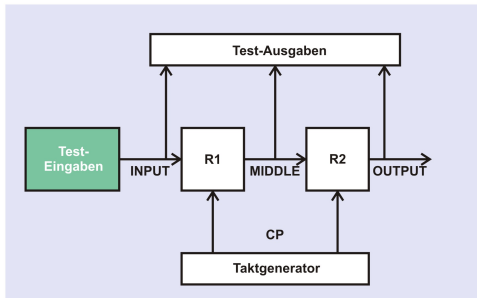 Test-Ausgaben
Test-
Eingaben
INPUT
R1
MIDDLE
R2
OUTPUT
CP
Taktgenerator